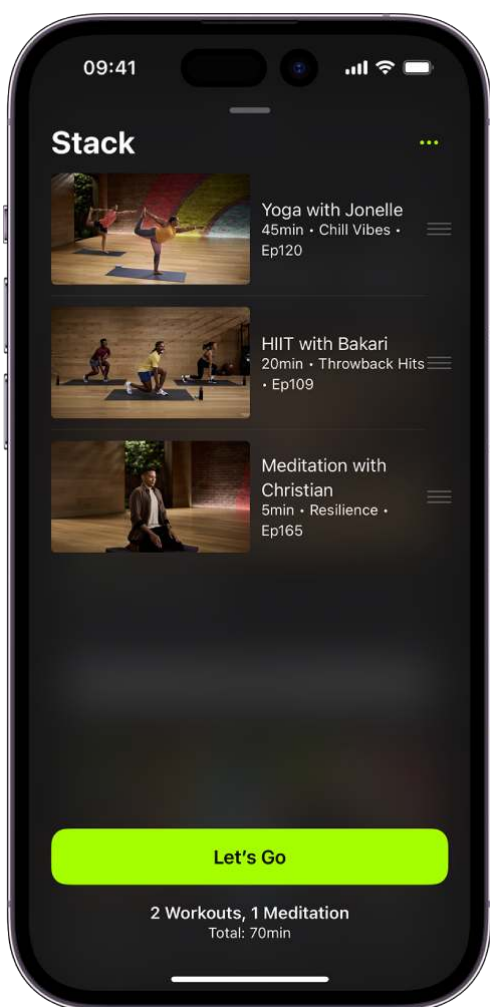 09:41
Stack
Yoga with Jonelle
45min • Chill Vibes •
Ep120
HIIT with Bakari
20min • Throwback Hits
• Ep109
Meditation with
Christian
5min • Resilience •
Ep165
Let's Go
2 Workouts, 1 Meditation
Total: 70min